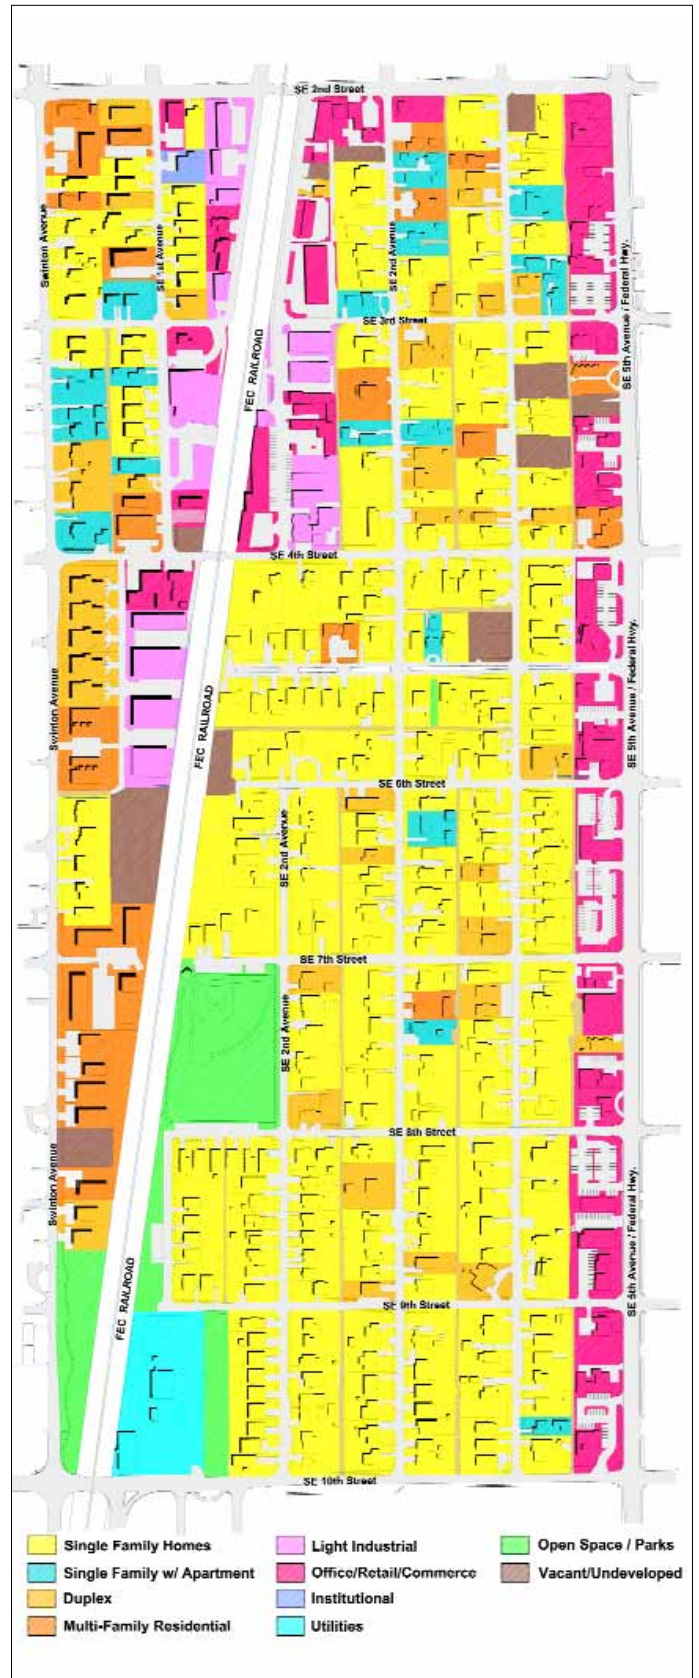 SE 2nd Street
Swinton Avenue
SE 1st Avenue
SE 2nd Avenue
SE 5th Avenue / Federal Hwy.
SE 3rd Street
FEC RAILROAD
SE 4th Street
Swinton Avenue
FEC RAILROAD
SE 5th Avenue / Federal Hwy.
SE 6th Street
SE 2nd Avenue
SE 7th Street
SE 2nd Avenue
SE 8th Street
Swinton Avenue
SE 5th Avenue / Federal Hwy.
FEC RAILROAD
SE 9th Street
SE 10th Street
Single Family Homes
Single Family w/ Apartment
Duplex
Multi-Family Residential
Light Industrial
Office/Retail/Commerce
Institutional
Utilities
Open Space / Parks
Vacant/Undeveloped